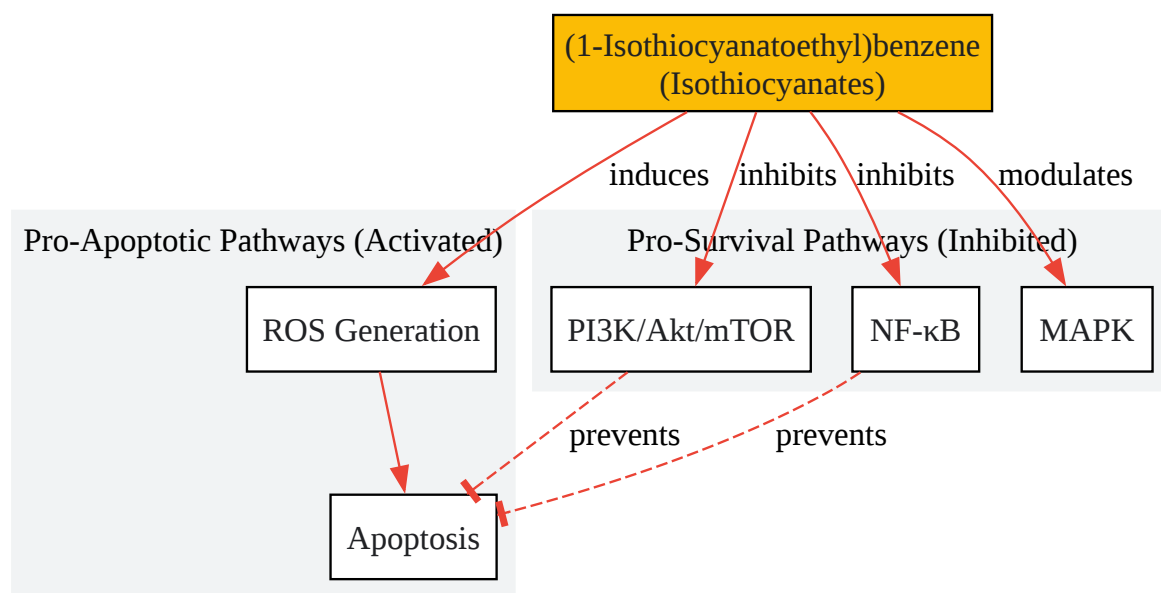 (1-Isothiocyanatoethyl)benzene
(Isothiocyanates)
induces
inhibits
inhibits
modulates
Pro-Apoptotic Pathways (Activated)
Pro-Survival Pathways (Inhibited)
ROS Generation
PI3K/Akt/mTOR
NF-κB
MAPK
prevents
prevents
Apoptosis